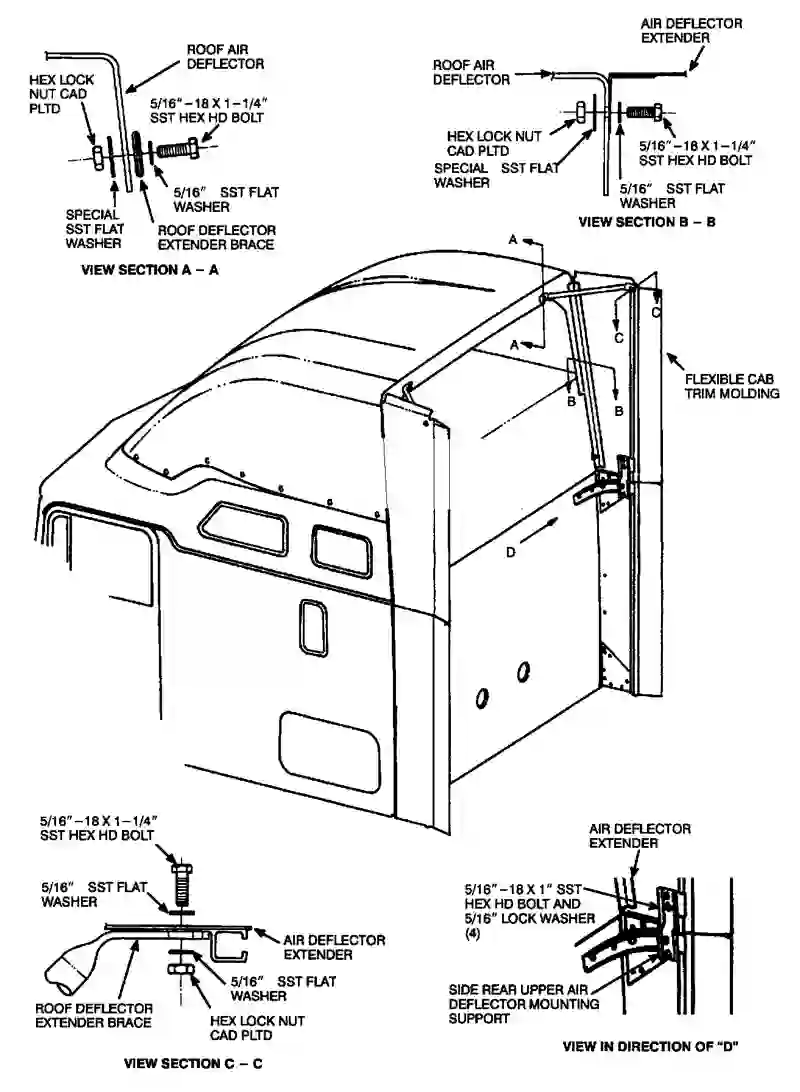 ROOF AIR
DEFLECTOR
HEX LOCK
NUT CAD
PLTD
5/16"-18 X 1-1/4"
SST HEX HD BOLT
5/16" SST FLAT
WASHER
SPECIAL
SST FLAT
WASHER
ROOF DEFLECTOR
EXTENDER BRACE
VIEW SECTION A - A
AIR DEFLECTOR
EXTENDER
ROOF AIR
DEFLECTOR
HEX LOCK NUT
CAD PLTD
SPECIAL SST FLAT
WASHER
5/16"-18 X 1-1/4"
SST HEX HD BOLT
5/16" SST FLAT
WASHER
VIEW SECTION B - B
A
A
C
C
B
B
FLEXIBLE CAB
TRIM MOLDING
D
5/16"-18 X 1-1/4"
SST HEX HD BOLT
5/16" SST FLAT
WASHER
AIR DEFLECTOR
EXTENDER
5/16" SST FLAT
WASHER
ROOF DEFLECTOR
EXTENDER BRACE
HEX LOCK NUT
CAD PLTD
VIEW SECTION C - C
AIR DEFLECTOR
EXTENDER
5/16"-18 X 1" SST
HEX HD BOLT AND
5/16" LOCK WASHER
(4)
SIDE REAR UPPER AIR
DEFLECTOR MOUNTING
SUPPORT
VIEW IN DIRECTION OF "D"